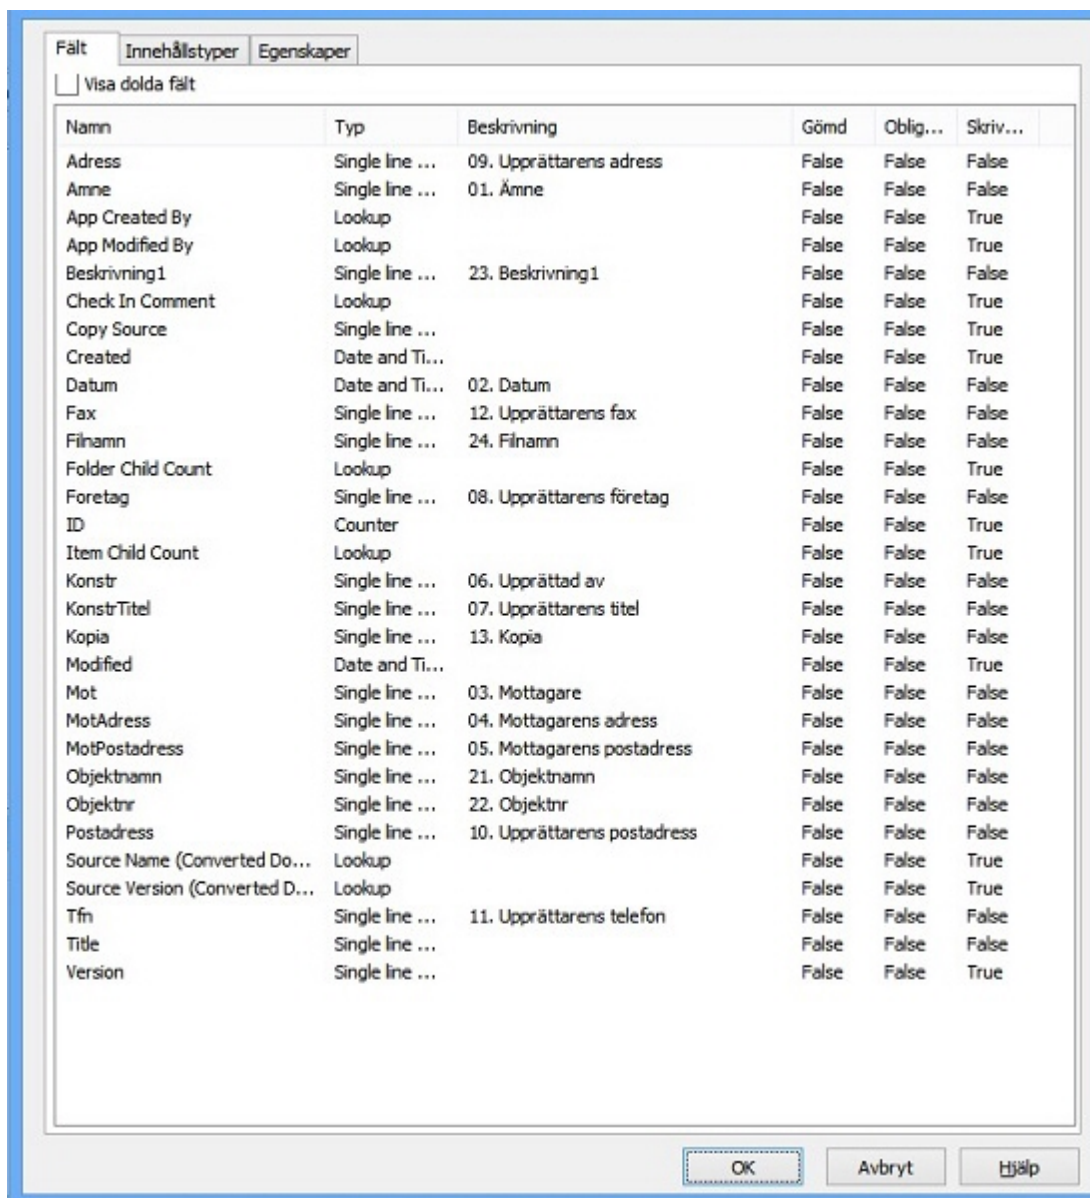 Fält Innehållstyper Egenskaper
Visa dolda fält
Namn Typ Beskrivning Gömd Oblig... Skriv...
Adress Single line ... 09. Upprättarens adress False False False
Amne Single line ... 01. Ämne False False False
App Created By Lookup False False True
App Modified By Lookup False False True
Beskrivning1 Single line ... 23. Beskrivning1 False False False
Check In Comment Lookup False False True
Copy Source Single line ... False False True
Created Date and Ti... False False True
Datum Date and Ti... 02. Datum False False False
Fax Single line ... 12. Upprättarens fax False False False
Filnamn Single line ... 24. Filnamn False False False
Folder Child Count Lookup False False True
Foretag Single line ... 08. Upprättarens företag False False False
ID Counter False False True
Item Child Count Lookup False False True
Konstr Single line ... 06. Upprättad av False False False
KonstrTitel Single line ... 07. Upprättarens titel False False False
Kopia Single line ... 13. Kopia False False False
Modified Date and Ti... False False True
Mot Single line ... 03. Mottagare False False False
MotAdress Single line ... 04. Mottagarens adress False False False
MotPostadress Single line ... 05. Mottagarens postadress False False False
Objektnamn Single line ... 21. Objektnamn False False False
Objektnr Single line ... 22. Objektnr False False False
Postadress Single line ... 10. Upprättarens postadress False False False
Source Name (Converted Do... Lookup False False True
Source Version (Converted D... Lookup False False True
Tfn Single line ... 11. Upprättarens telefon False False False
Title Single line ... False False False
Version Single line ... False False True
OK Avbryt Hjälp